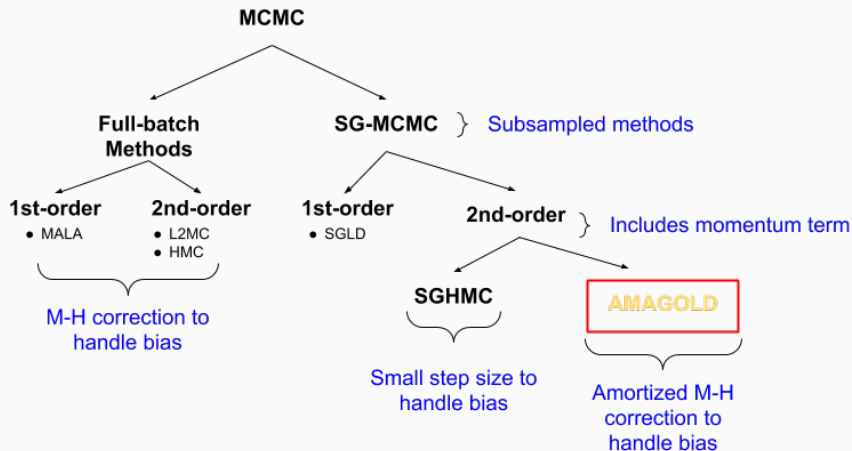 MCMC
Full-batch
Methods
SG-MCMC
Subsampled methods
1st-order
• MALA
2nd-order
• L2MC
• HMC
1st-order
• SGLD
2nd-order
Includes momentum term
M-H correction to
handle bias
SGHMC
AMAGOLD
Small step size to
handle bias
Amortized M-H
correction to
handle bias